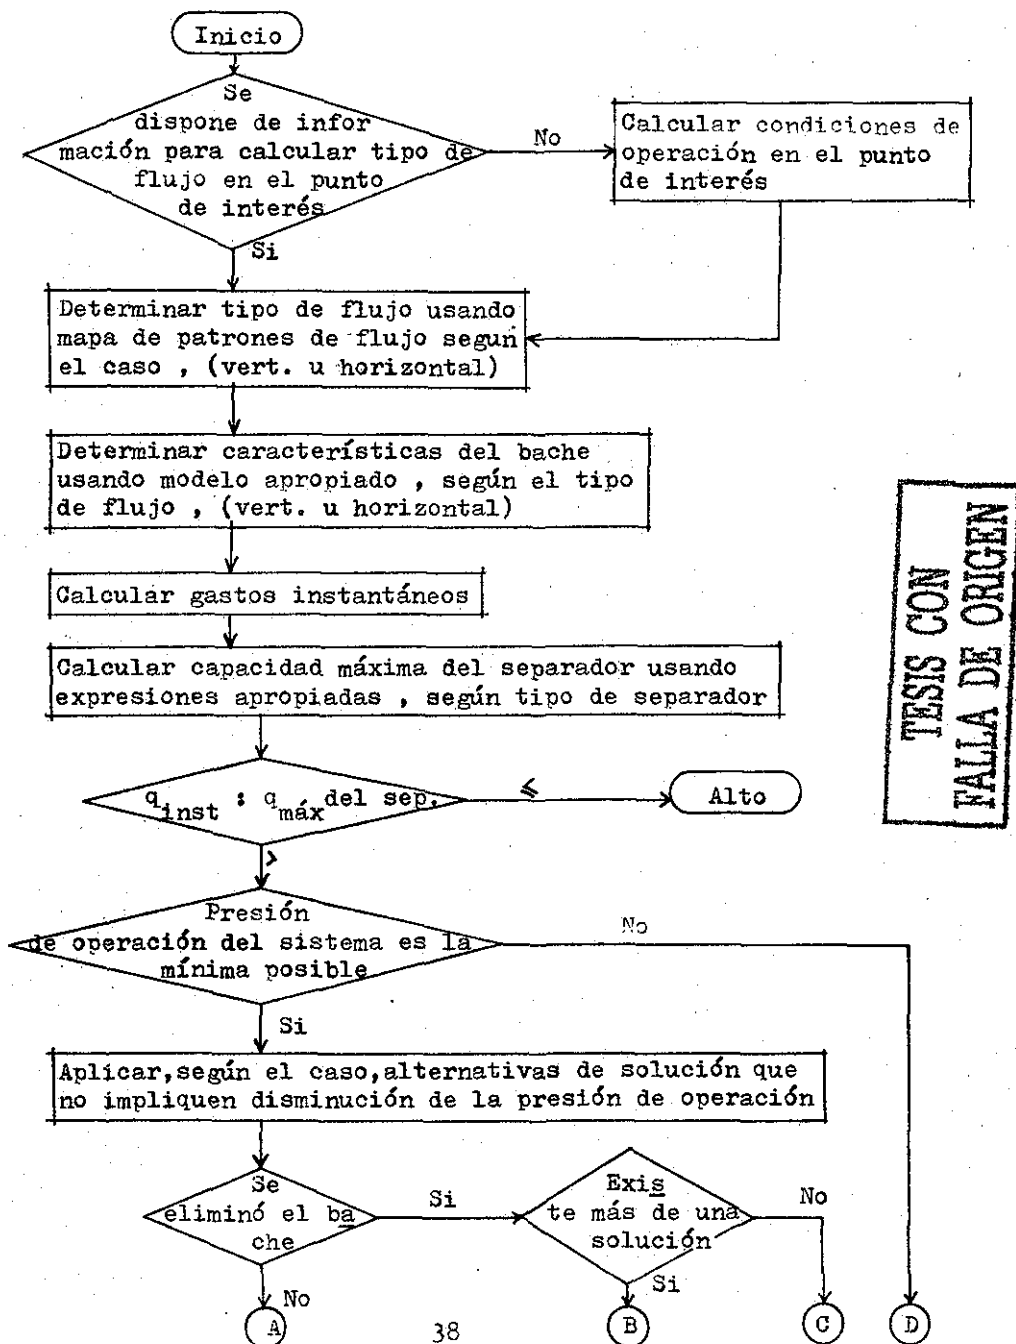 Inicio
Se
dispone de infor
mación para calcular tipo de
flujo en el punto
de interés
No
Calcular condiciones de
operación en el punto
de interés
Si
Determinar tipo de flujo usando
mapa de patrones de flujo segun
el caso , (vert. u horizontal)
Determinar características del bache
usando modelo apropiado , según el tipo
de flujo , (vert. u horizontal)
Calcular gastos instantáneos
Calcular capacidad máxima del separador usando
expresiones apropiadas , según tipo de separador
q inst : q máx del sep.
≤
Alto
>
Presión
de operación del sistema es la
mínima posible
No
Si
Aplicar,según el caso,alternativas de solución que
no impliquen disminución de la presión de operación
Se
eliminó el ba
che
Si
Exis
te más de una
solución
No
No
Si
A
B
C
D
38
TESIS CON
FALLA DE ORIGEN